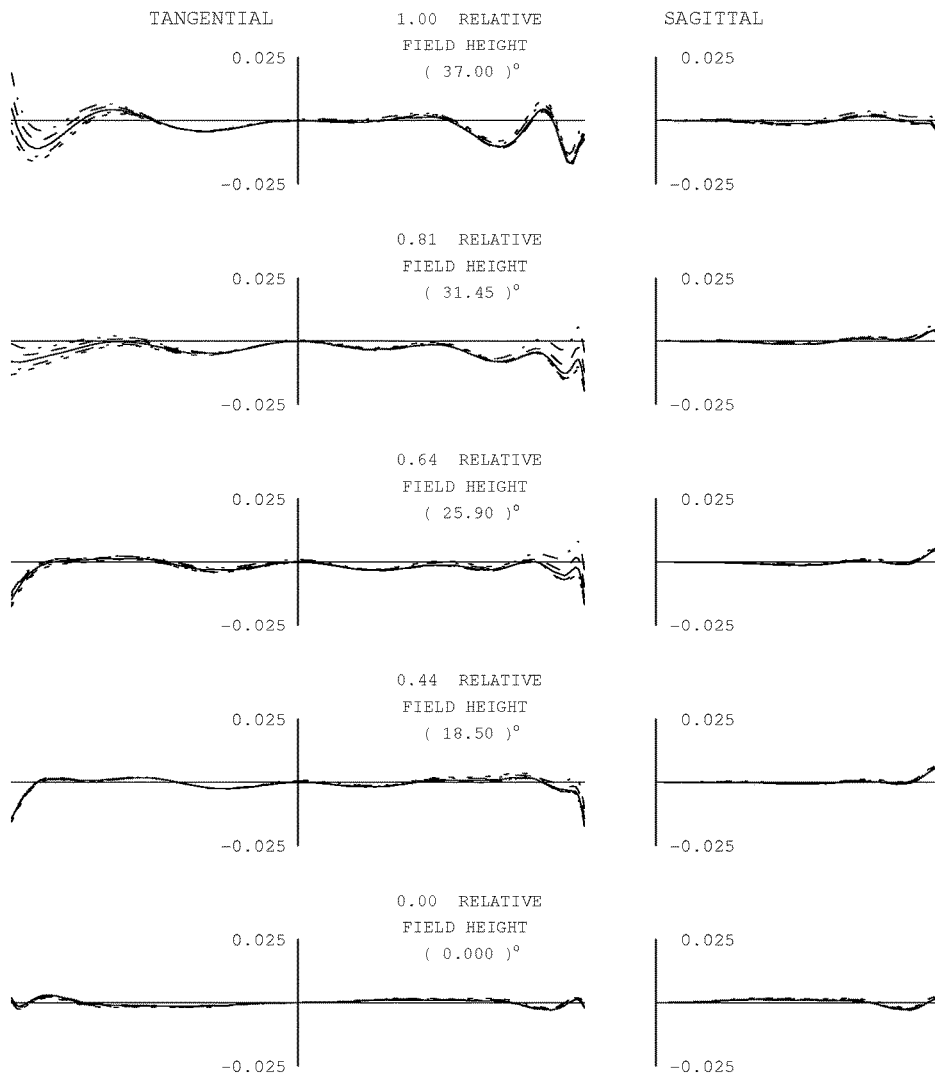 TANGENTIAL 1.00 RELATIVE SAGITTAL
FIELD HEIGHT
0.025 ( 37.00 )° 0.025
-0.025 -0.025
0.81 RELATIVE
FIELD HEIGHT
0.025 ( 31.45 )° 0.025
-0.025 -0.025
0.64 RELATIVE
FIELD HEIGHT
0.025 ( 25.90 )° 0.025
-0.025 -0.025
0.44 RELATIVE
FIELD HEIGHT
0.025 ( 18.50 )° 0.025
-0.025 -0.025
0.00 RELATIVE
FIELD HEIGHT
0.025 ( 0.000 )° 0.025
-0.025 -0.025